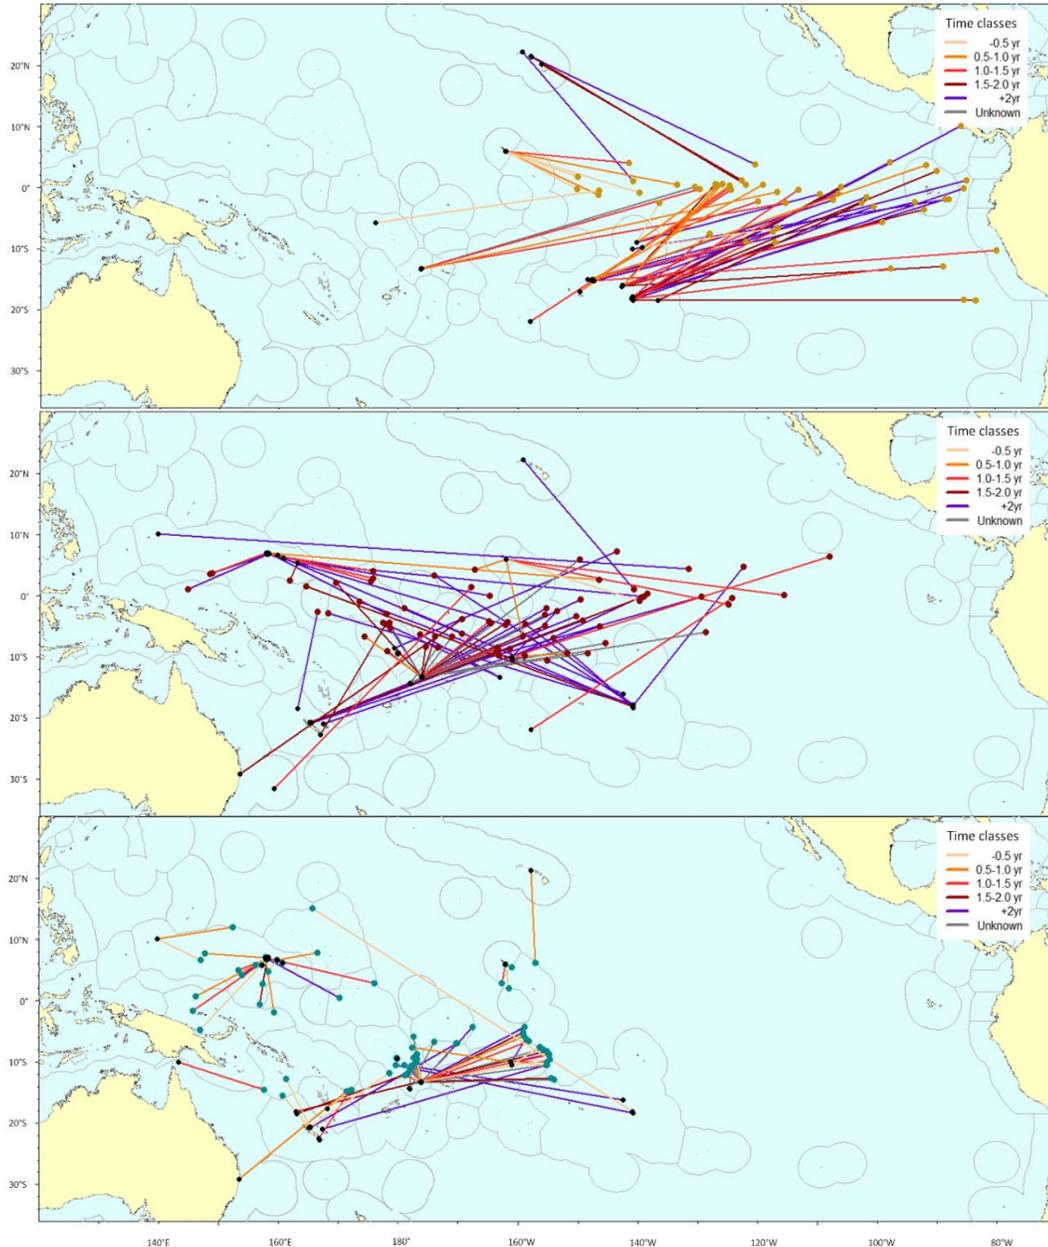 Time classes
-0.5 yr
0.5-1.0 yr
1.0-1.5 yr
1.5-2.0 yr
+2yr
Unknown
20°N
10°N
0°
10°S
20°S
30°S
Time classes
-0.5 yr
0.5-1.0 yr
1.0-1.5 yr
1.5-2.0 yr
+2yr
Unknown
20°N
10°N
0°
10°S
20°S
30°S
Time classes
-0.5 yr
0.5-1.0 yr
1.0-1.5 yr
1.5-2.0 yr
+2yr
Unknown
20°N
10°N
0°
10°S
20°S
30°S
140°E 160°E 180° 160°W 140°W 120°W 100°W 80°W